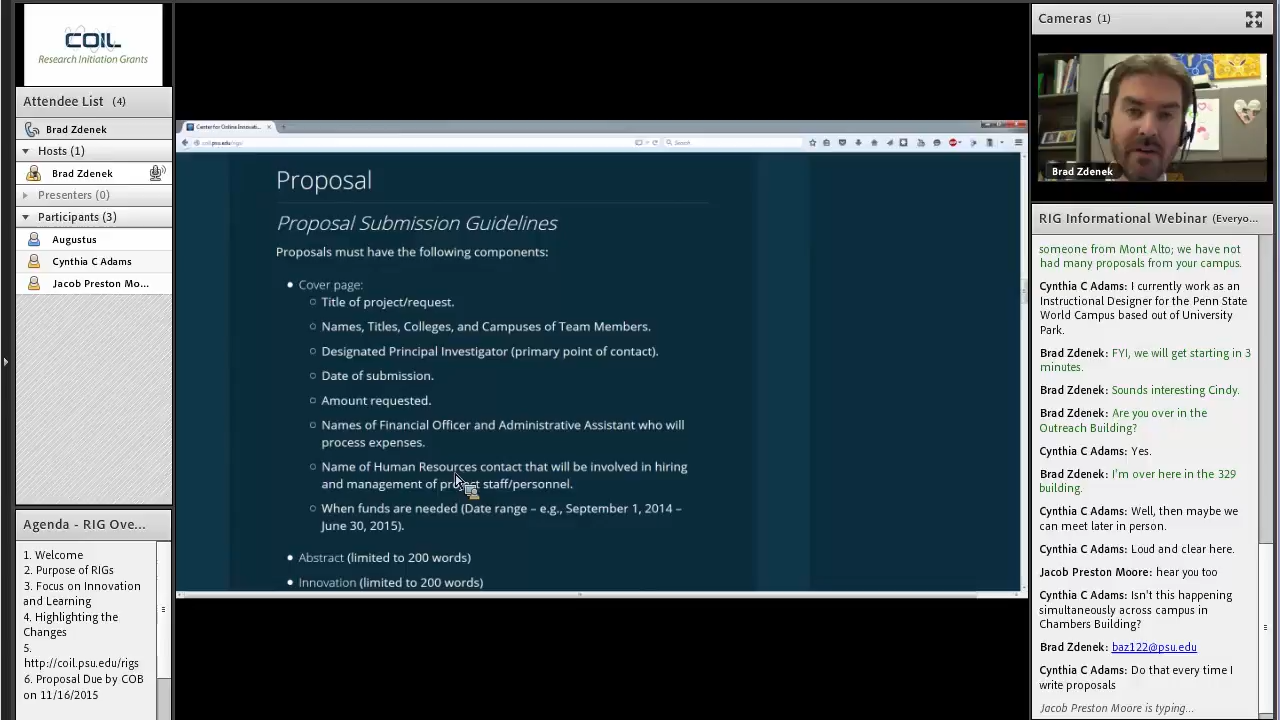 COIL
Research Initiation Grants
Attendee List (4)
Brad Zdenek
Hosts (1)
Brad Zdenek
Presenters (0)
Participants (3)
Augustus
Cynthia C Adams
Jacob Preston Mo...
Agenda - RIG Ove...
1. Welcome
2. Purpose of RIGs
3. Focus on Innovation
and Learning
4. Highlighting the
Changes
5.
http://coil.psu.edu/rigs
6. Proposal Due by COB
on 11/16/2015
Center for Online Innovati...
coil.psu.edu/rigs/
Search
Proposal
Proposal Submission Guidelines
Proposals must have the following components:
Cover page:
Title of project/request.
Names, Titles, Colleges, and Campuses of Team Members.
Designated Principal Investigator (primary point of contact).
Date of submission.
Amount requested.
Names of Financial Officer and Administrative Assistant who will
process expenses.
Name of Human Resources contact that will be involved in hiring
and management of project staff/personnel.
When funds are needed (Date range – e.g., September 1, 2014 –
June 30, 2015).
Abstract (limited to 200 words)
Innovation (limited to 200 words)
Cameras (1)
Brad Zdenek
RIG Informational Webinar (Everyo...
someone from Mont Alto; we have not
had many proposals from your campus.
Cynthia C Adams: I currently work as an
Instructional Designer for the Penn State
World Campus based out of University
Park.
Brad Zdenek: FYI, we will get starting in 3
minutes.
Brad Zdenek: Sounds interesting Cindy.
Brad Zdenek: Are you over in the
Outreach Building?
Cynthia C Adams: Yes.
Brad Zdenek: I'm over here in the 329
building.
Cynthia C Adams: Well, then maybe we
can meet later in person.
Cynthia C Adams: Loud and clear here.
Jacob Preston Moore: hear you too
Cynthia C Adams: Isn't this happening
simultaneously across campus in
Chambers Building?
Brad Zdenek: baz122@psu.edu
Cynthia C Adams: Do that every time I
write proposals
Jacob Preston Moore is typing...